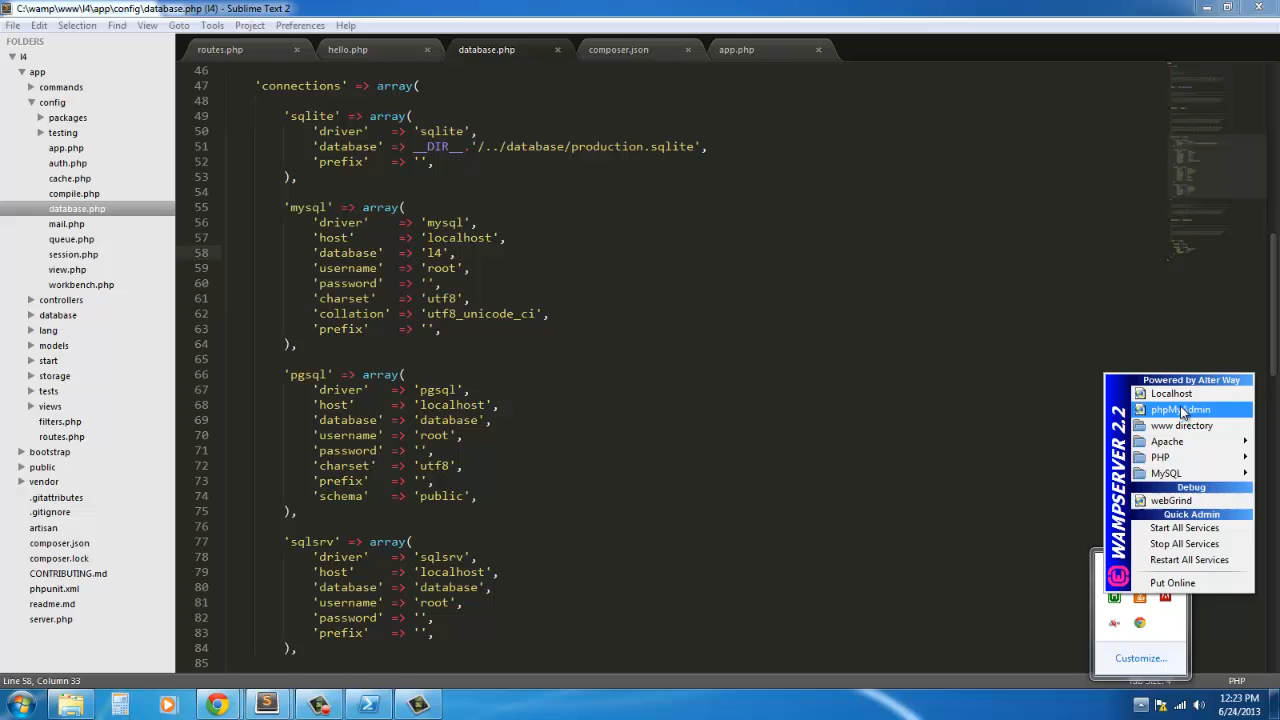 C:\wamp\www\l4\app\config\database.php (l4) - Sublime Text 2
File Edit Selection Find View Goto Tools Project Preferences Help
FOLDERS
l4
app
commands
config
packages
testing
app.php
auth.php
cache.php
compile.php
database.php
mail.php
queue.php
session.php
view.php
workbench.php
controllers
database
lang
models
start
storage
tests
views
filters.php
routes.php
bootstrap
public
vendor
.gitattributes
.gitignore
artisan
composer.json
composer.lock
CONTRIBUTING.md
phpunit.xml
readme.md
server.php
routes.php hello.php database.php composer.json app.php
46
47 'connections' => array(
48
49 'sqlite' => array(
50 'driver' => 'sqlite',
51 'database' => __DIR__.'/../database/production.sqlite',
52 'prefix' => '',
53 ),
54
55 'mysql' => array(
56 'driver' => 'mysql',
57 'host' => 'localhost',
58 'database' => 'l4',
59 'username' => 'root',
60 'password' => '',
61 'charset' => 'utf8',
62 'collation' => 'utf8_unicode_ci',
63 'prefix' => '',
64 ),
65
66 'pgsql' => array(
67 'driver' => 'pgsql',
68 'host' => 'localhost',
69 'database' => 'database',
70 'username' => 'root',
71 'password' => '',
72 'charset' => 'utf8',
73 'prefix' => '',
74 'schema' => 'public',
75 ),
76
77 'sqlsrv' => array(
78 'driver' => 'sqlsrv',
79 'host' => 'localhost',
80 'database' => 'database',
81 'username' => 'root',
82 'password' => '',
83 'prefix' => '',
84 ),
85
WAMPSERVER 2.2
Powered by Alter Way
Localhost
phpMyAdmin
www directory
Apache
PHP
MySQL
Debug
webGrind
Quick Admin
Start All Services
Stop All Services
Restart All Services
Put Online
Customize...
Line 58, Column 33
PHP
12:23 PM
6/24/2013